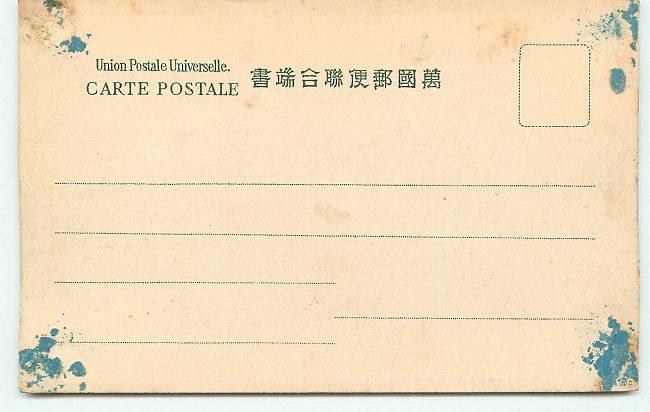 Union Postale Universelle.
CARTE POSTALE
萬國郵便聯合端書